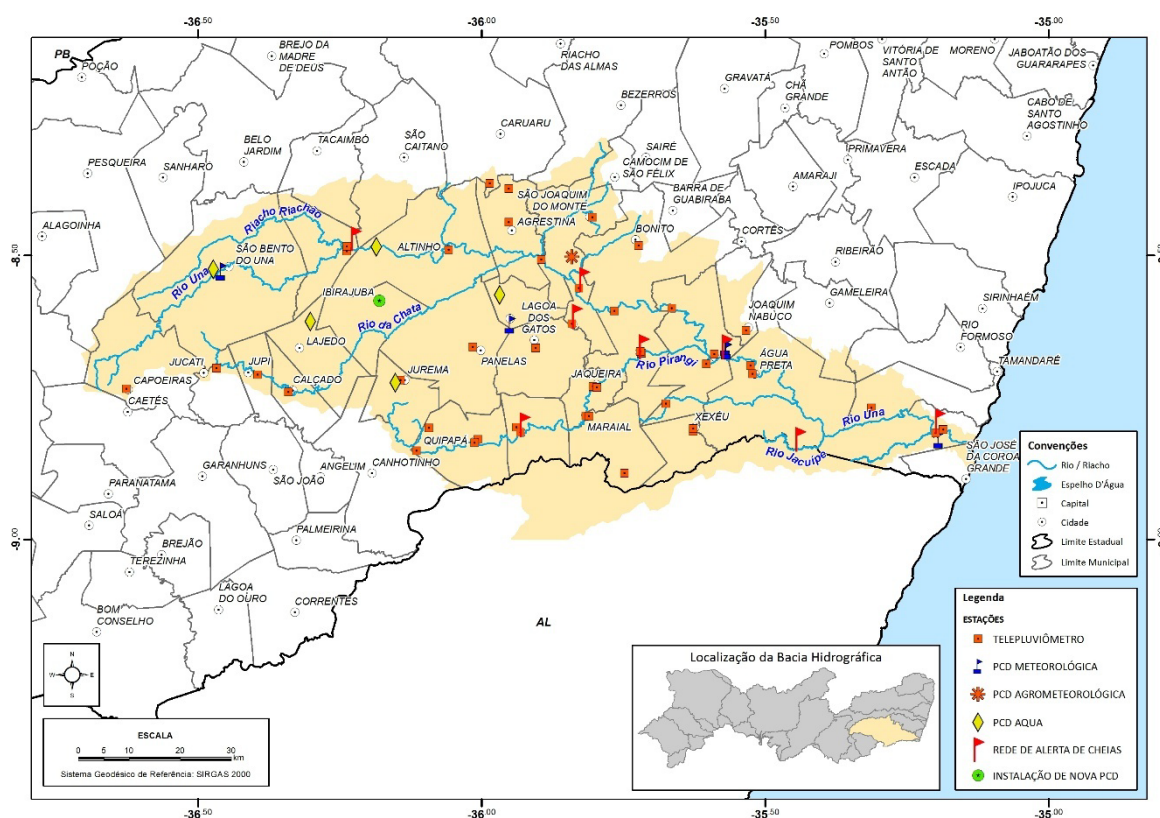 -36,50
-36,00
-35,50
-35,00
PB
POÇÃO
BREJO DA
MADRE
DE DEUS
RIACHO
DAS ALMAS
POMBOS
VITÓRIA DE
SANTO
ANTÃO
MORENO
JABOATÃO DOS
GUARARAPES
GRAVATÁ
BEZERROS
CHÃ
GRANDE
CABO DE
SANTO
AGOSTINHO
CARUARU
SÃO
CAITANO
TACAIMBÓ
BELO
JARDIM
SANHARÓ
PESQUEIRA
SAIRÉ
CAMOCIM DE
SÃO FÉLIX
PRIMAVERA
ESCADA
AMARAJI
BARRA DE
GUABIRABA
IPOJUCA
ALAGOINHA
SÃO JOAQUIM
DO MONTE
AGRESTINA
Riacho Riachão
SÃO BENTO
DO UNA
ALTINHO
BONITO
CORTÊS
RIBEIRÃO
-8,50
-8,50
Rio Una
IBIRAJUBA
Rio da Chata
LAGOA
DOS
GATOS
JOAQUIM
NABUCO
GAMELEIRA
SIRINHAÉM
RIO
FORMOSO
TAMANDARÉ
LAJEDO
PANELAS
JUCATI
JUPI
CALÇADO
JUREMA
JAQUEIRA
Rio Pirangi
ÁGUA
PRETA
CAPOEIRAS
CAETÉS
QUIPAPÁ
MARAIAL
XEXÉU
Rio Una
Rio Jacuípe
SÃO JOSÉ
DA COROA
GRANDE
CANHOTINHO
ANGELIM
GARANHUNS
SÃO JOÃO
PARANATAMA
SALOÁ
PALMEIRINA
BREJÃO
TEREZINHA
LAGOA
DO OURO
CORRENTES
BOM
CONSELHO
AL
-9,00
-9,00
Convenções
Rio / Riacho
Espelho D'Água
Capital
Cidade
Limite Estadual
Limite Municipal
Legenda
ESTAÇÕES
TELEPLUVIÔMETRO
PCD METEOROLÓGICA
PCD AGROMETEOROLÓGICA
PCD AQUA
REDE DE ALERTA DE CHEIAS
INSTALAÇÃO DE NOVA PCD
Localização da Bacia Hidrográfica
N
W E
S
ESCALA
0 5 10 20 30
km
Sistema Geodésico de Referência: SIRGAS 2000
-36,50
-36,00
-35,50
-35,00